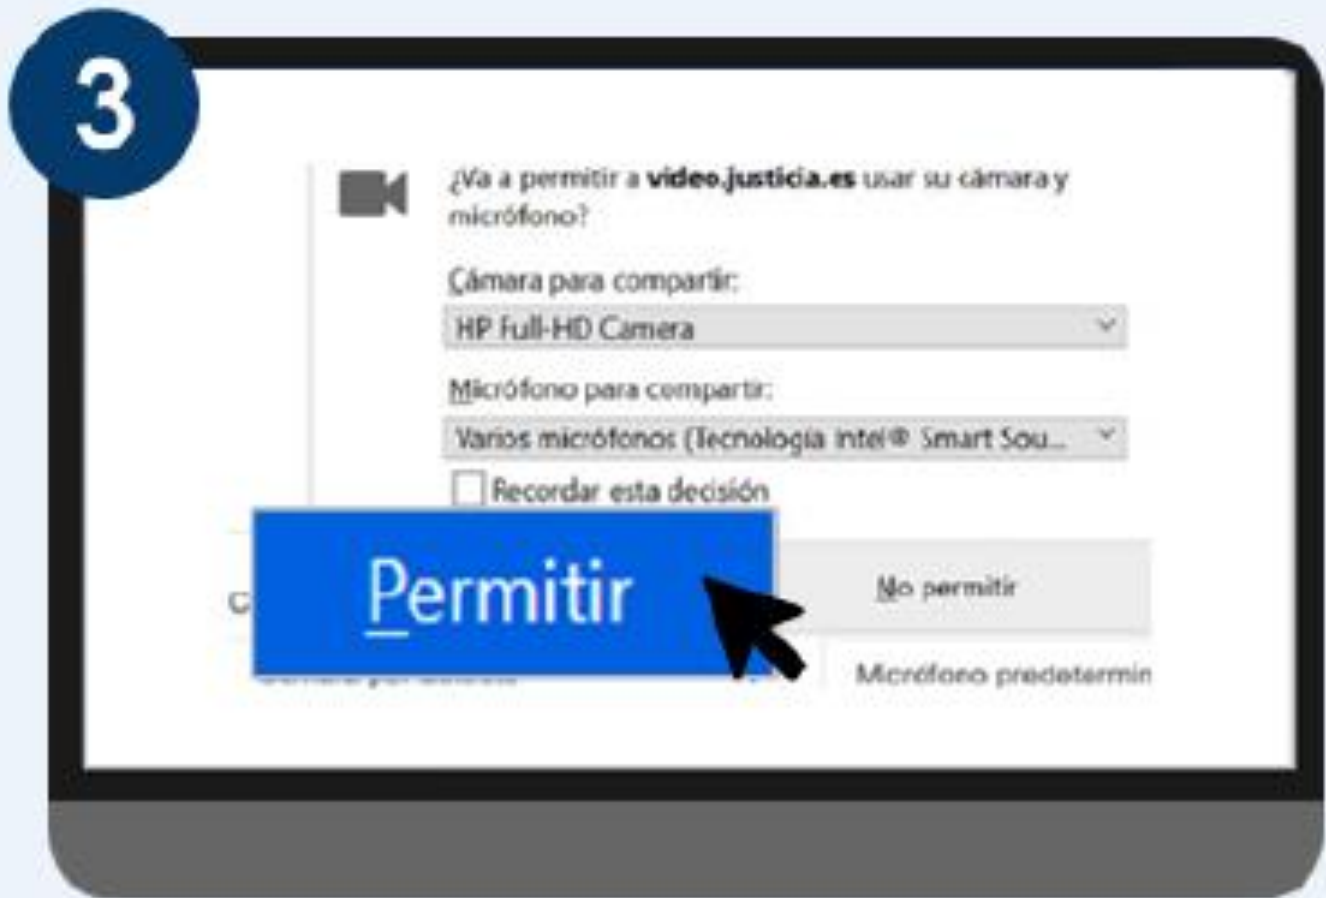 3
¿Va a permitir a video.justicia.es usar su cámara y
micrófono?
Cámara para compartir:
HP Full-HD Camera
Micrófono para compartir:
Varios micrófonos (Tecnología Intel® Smart Sou...
Recordar esta decisión
Permitir
No permitir
Micrófono predetermin